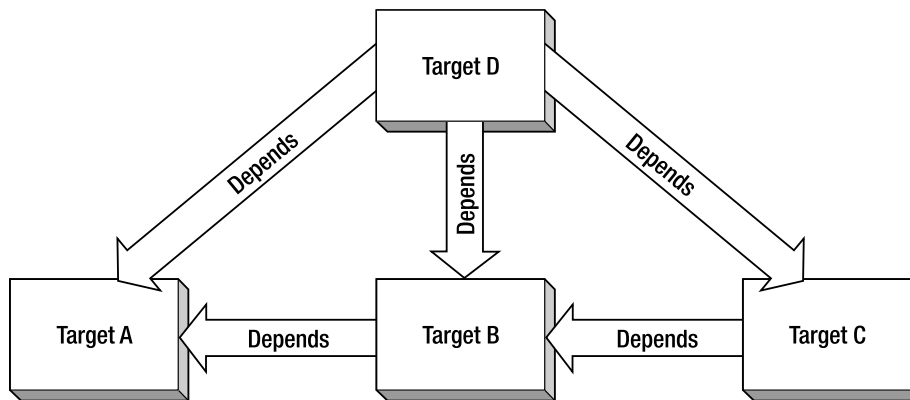 Target D
Depends
Depends
Depends
Target A
Depends
Target B
Depends
Target C